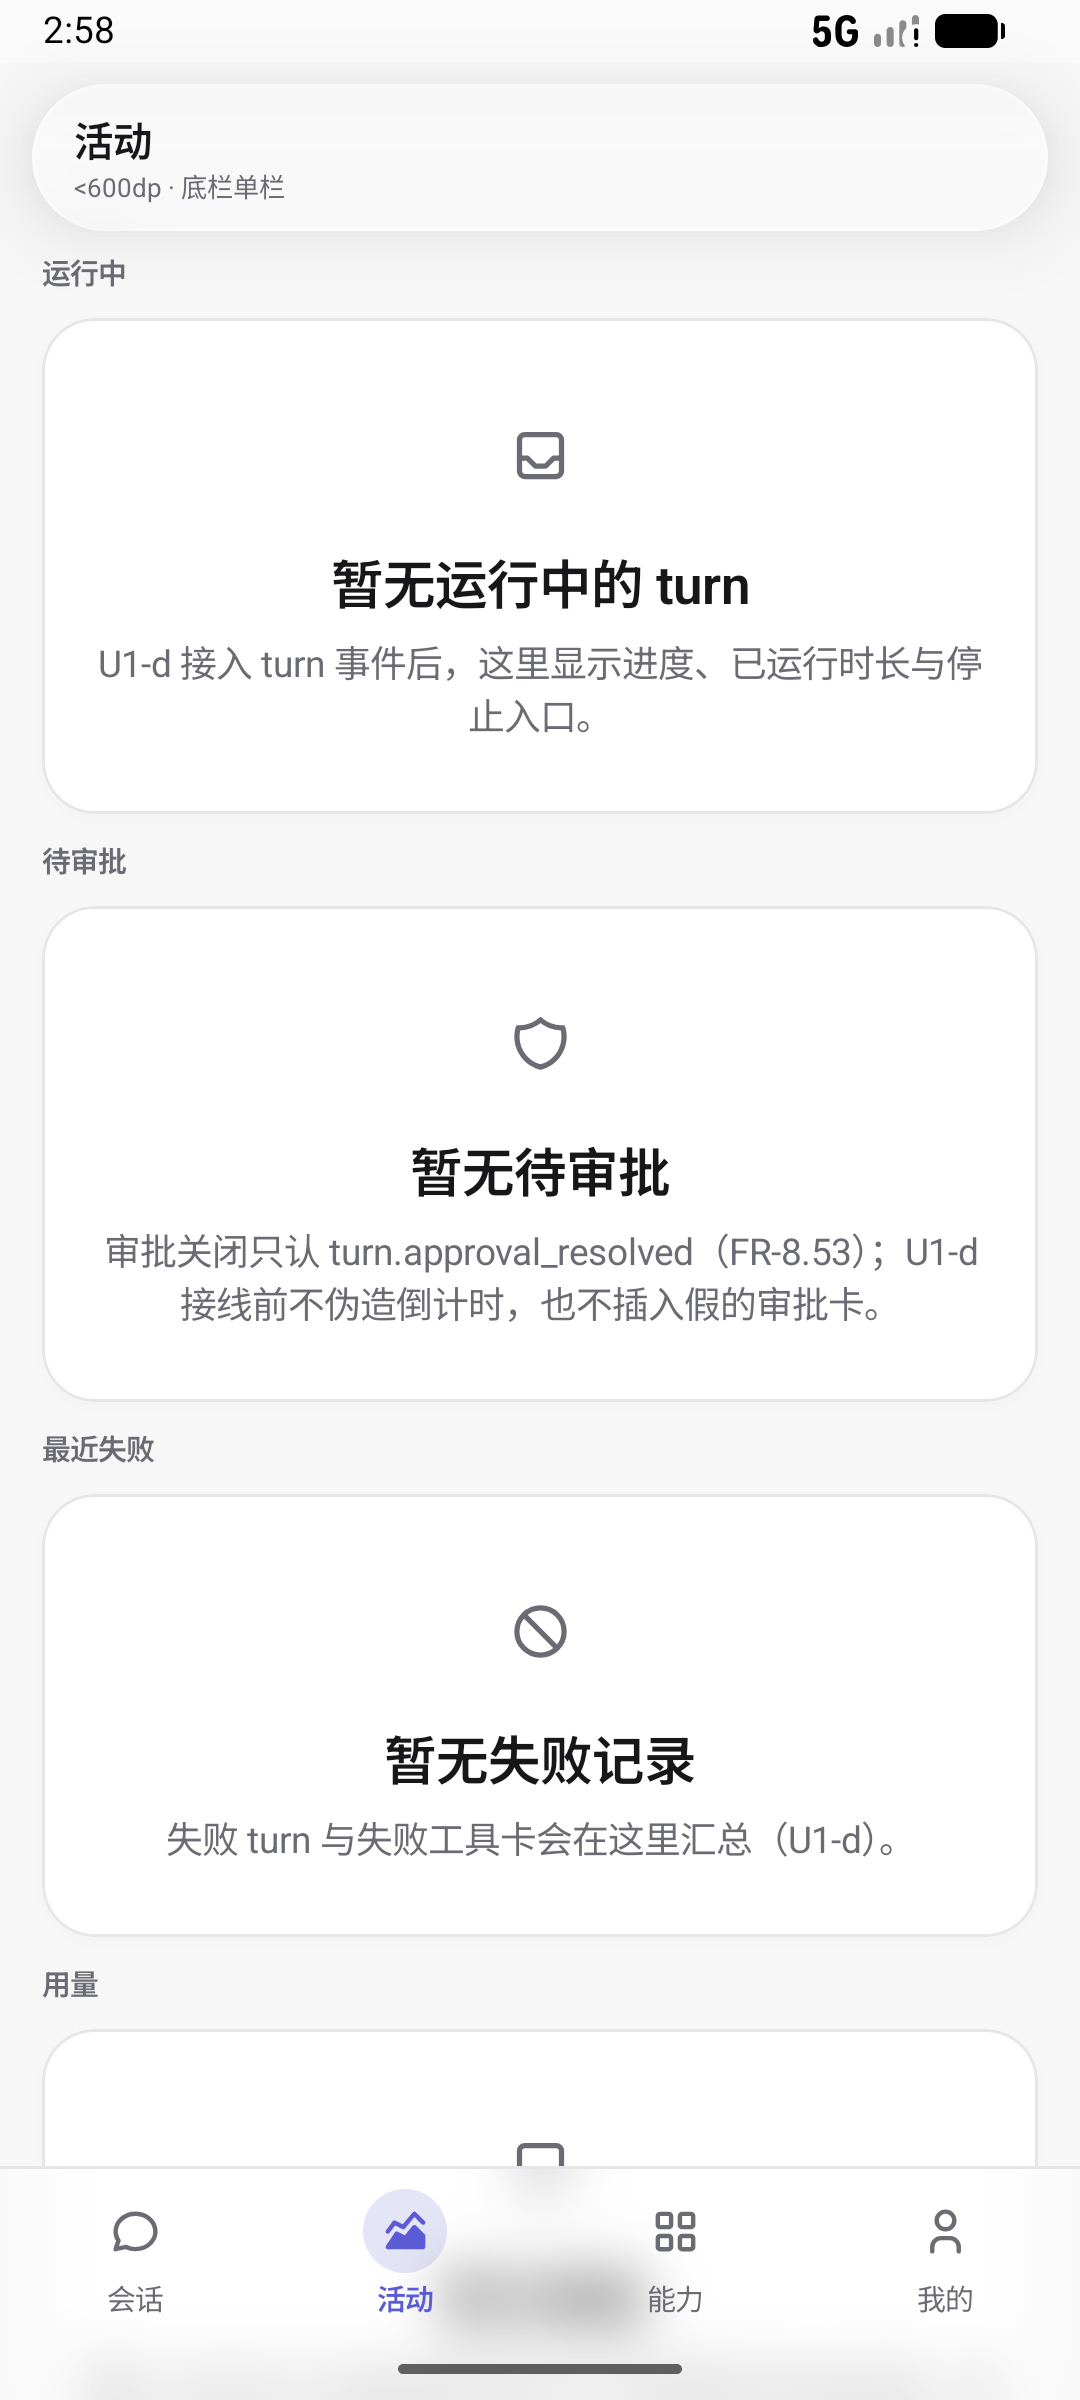 2:58
5G
活动
<600dp · 底栏单栏
运行中
暂无运行中的 turn
U1-d 接入 turn 事件后，这里显示进度、已运行时长与停
止入口。
待审批
暂无待审批
审批关闭只认 turn.approval_resolved（FR-8.53）；U1-d
接线前不伪造倒计时，也不插入假的审批卡。
最近失败
暂无失败记录
失败 turn 与失败工具卡会在这里汇总（U1-d）。
用量
会话
活动
能力
我的